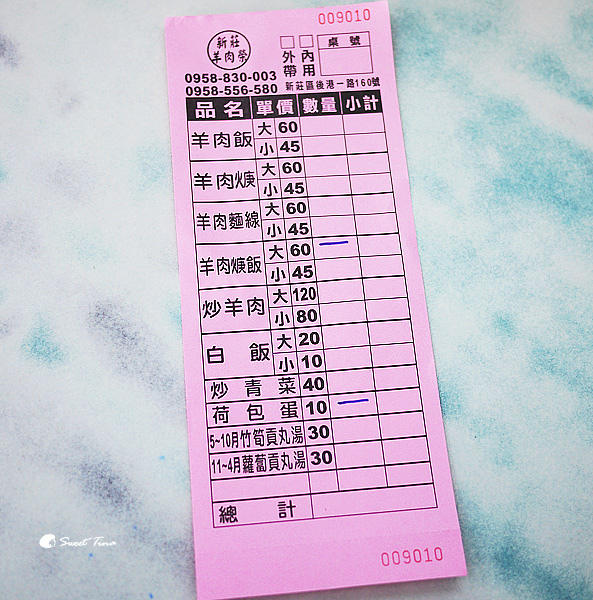 009010
新莊
羊肉榮
外帶 內用 桌號
0958-830-003
0958-556-580 新莊區後港一路160號
品名 單價 數量 小計
羊肉飯 大 60
小 45
羊肉焿 大 60
小 45
羊肉麵線 大 60
小 45
羊肉焿飯 大 60
小 45
炒羊肉 大 120
小 80
白飯 大 20
小 10
炒青菜 40
荷包蛋 10
5~10月竹筍貢丸湯 30
11~4月蘿蔔貢丸湯 30
總計
Sweet Tina
009010